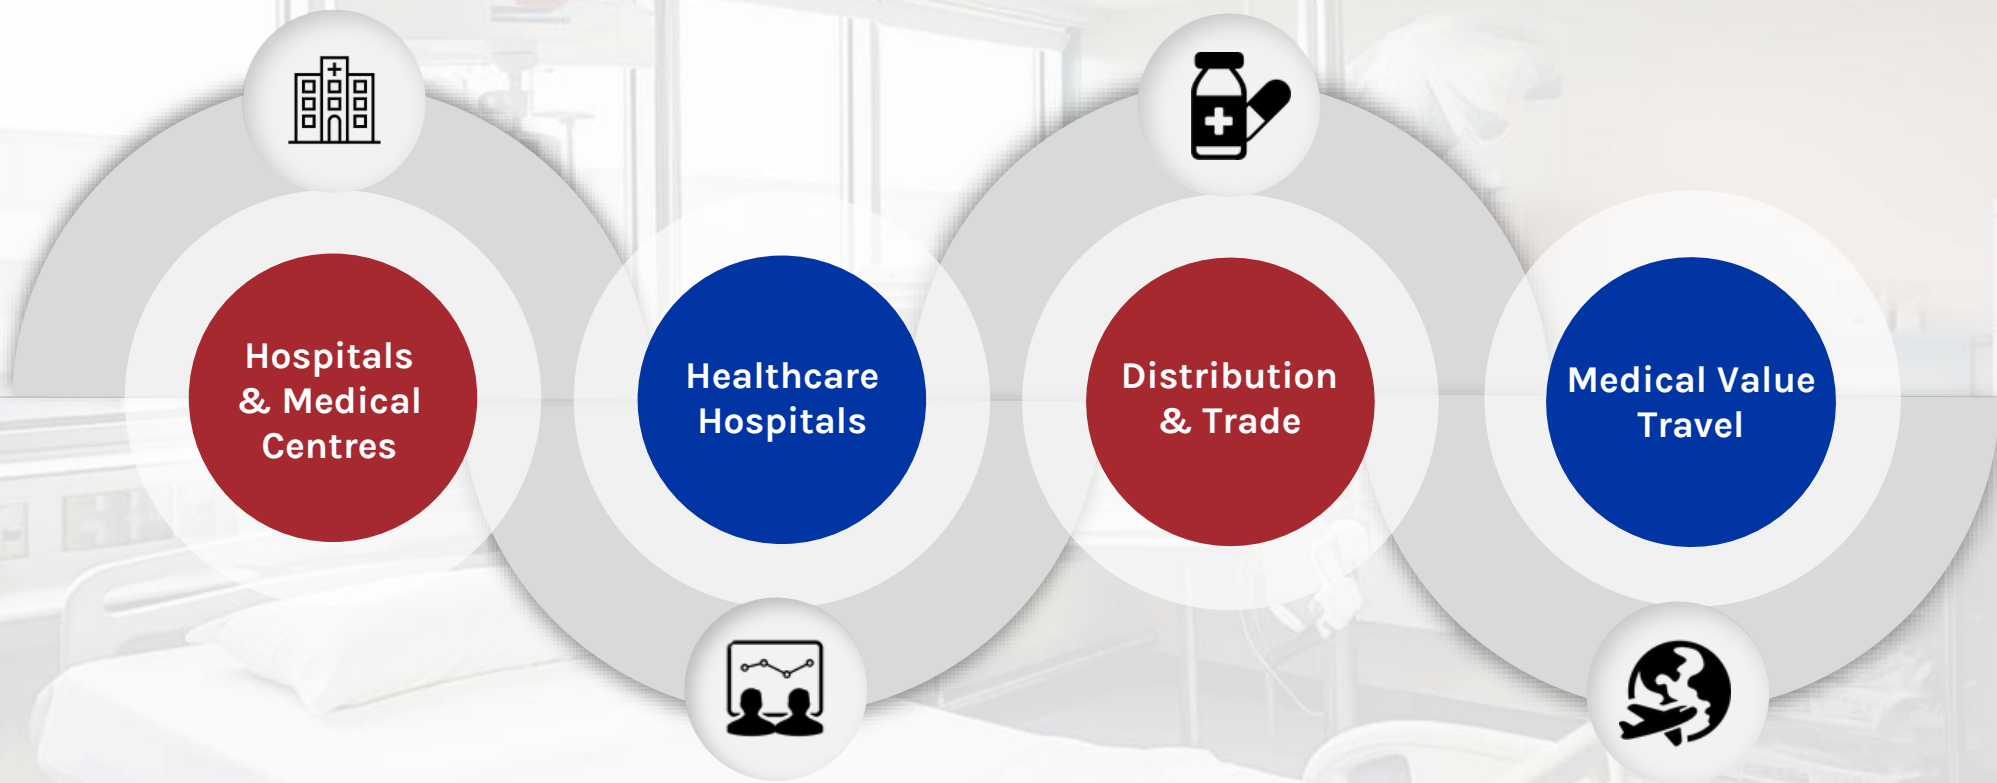 Hospitals
& Medical
Centres
Healthcare
Hospitals
Distribution
& Trade
Medical Value
Travel